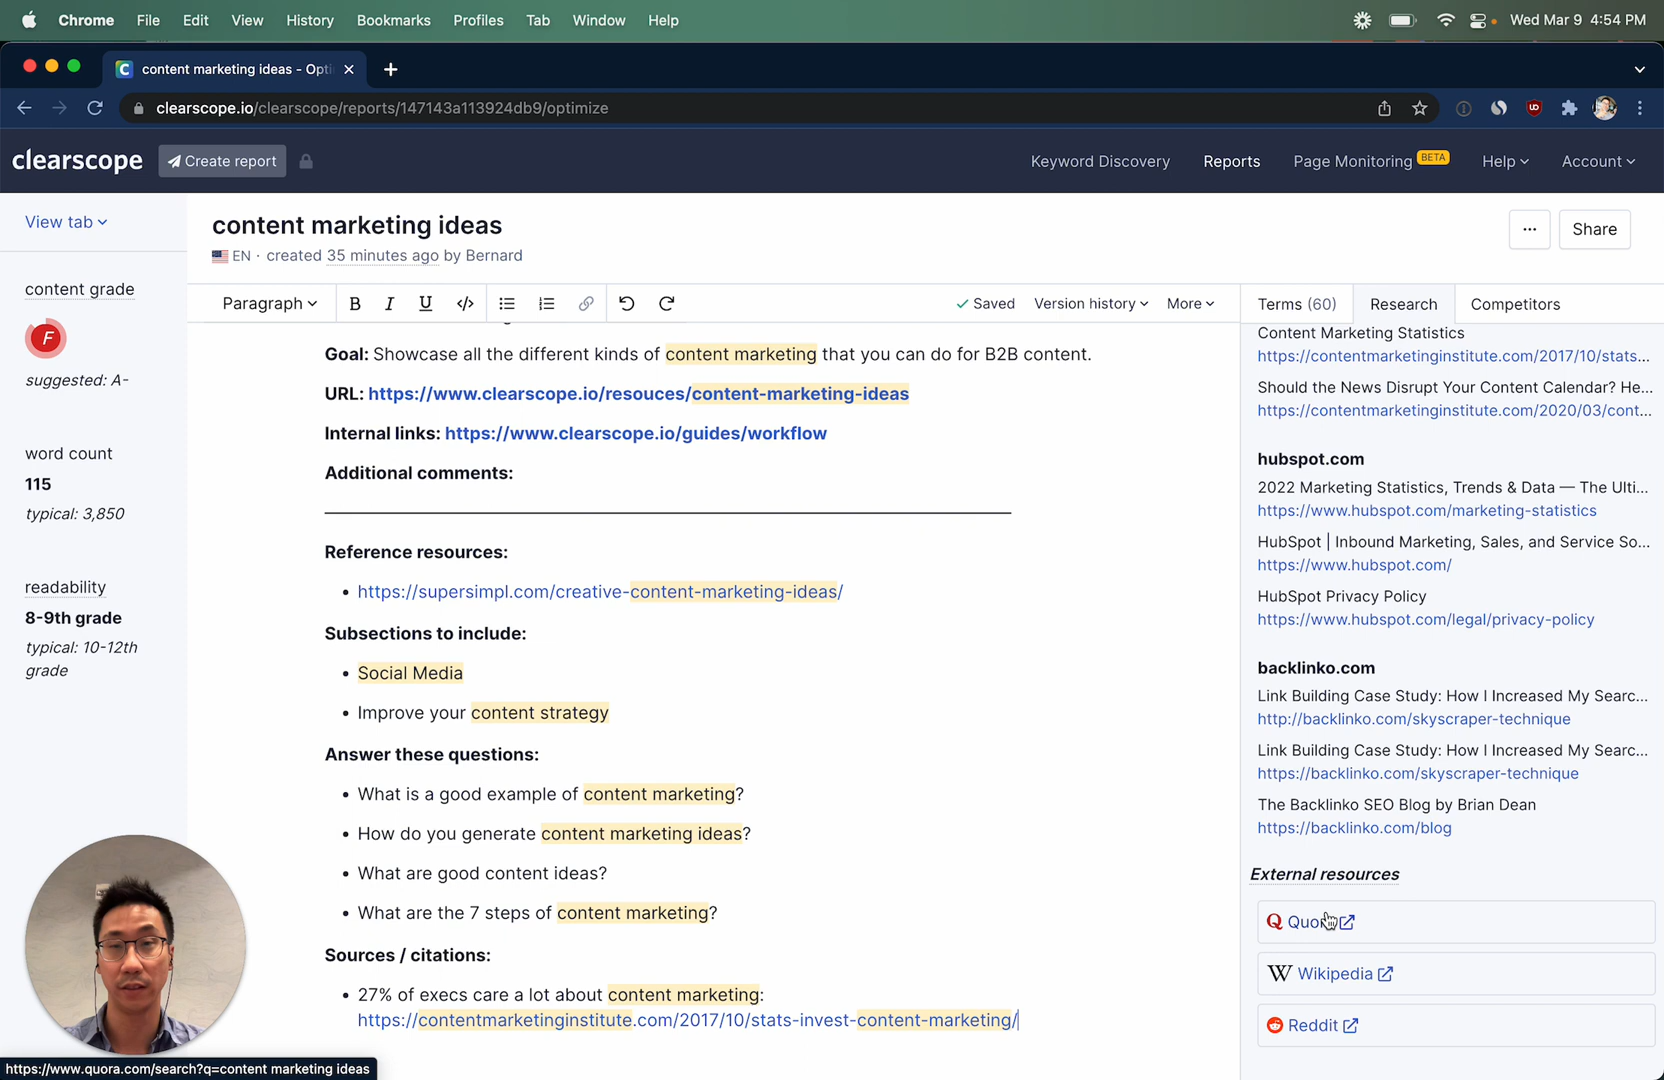 Chrome File Edit View History Bookmarks Profiles Tab Window Help Wed Mar 9 4:54 PM
content marketing ideas - Opti
clearscope.io/clearscope/reports/147143a113924db9/optimize
clearscope Create report Keyword Discovery Reports Page Monitoring BETA Help Account
View tab
content marketing ideas
EN · created 35 minutes ago by Bernard
... Share
content grade
F
suggested: A-
word count
115
typical: 3,850
readability
8-9th grade
typical: 10-12th
grade
Paragraph B I U </> Saved Version history More
Goal: Showcase all the different kinds of content marketing that you can do for B2B content.
URL: https://www.clearscope.io/resouces/content-marketing-ideas
Internal links: https://www.clearscope.io/guides/workflow
Additional comments:
Reference resources:
• https://supersimpl.com/creative-content-marketing-ideas/
Subsections to include:
• Social Media
• Improve your content strategy
Answer these questions:
• What is a good example of content marketing?
• How do you generate content marketing ideas?
• What are good content ideas?
• What are the 7 steps of content marketing?
Sources / citations:
• 27% of execs care a lot about content marketing:
https://contentmarketinginstitute.com/2017/10/stats-invest-content-marketing/
Terms (60) Research Competitors
Content Marketing Statistics
https://contentmarketinginstitute.com/2017/10/stats...
Should the News Disrupt Your Content Calendar? He...
https://contentmarketinginstitute.com/2020/03/cont...
hubspot.com
2022 Marketing Statistics, Trends & Data — The Ulti...
https://www.hubspot.com/marketing-statistics
HubSpot | Inbound Marketing, Sales, and Service So...
https://www.hubspot.com/
HubSpot Privacy Policy
https://www.hubspot.com/legal/privacy-policy
backlinko.com
Link Building Case Study: How I Increased My Searc...
http://backlinko.com/skyscraper-technique
Link Building Case Study: How I Increased My Searc...
https://backlinko.com/skyscraper-technique
The Backlinko SEO Blog by Brian Dean
https://backlinko.com/blog
External resources
Q Quora
W Wikipedia
Reddit
https://www.quora.com/search?q=content marketing ideas